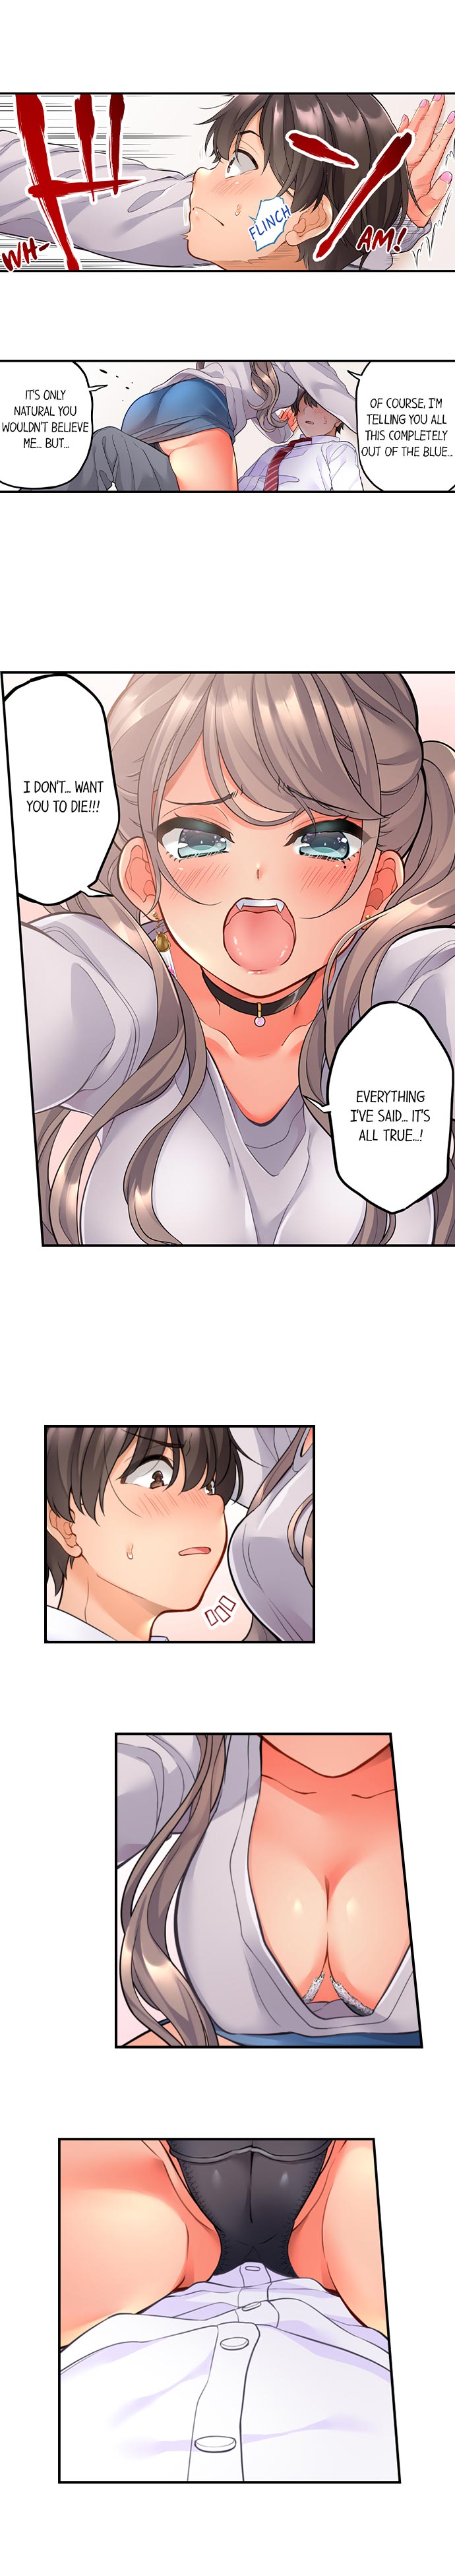 WH-
FLINCH
AM!
OF COURSE, I'M
TELLING YOU ALL
THIS COMPLETELY
OUT OF THE BLUE...
IT'S ONLY
NATURAL YOU
WOULDN'T BELIEVE
ME... BUT...
I DON'T... WANT
YOU TO DIE!!!
EVERYTHING
I'VE SAID... IT'S
ALL TRUE...!